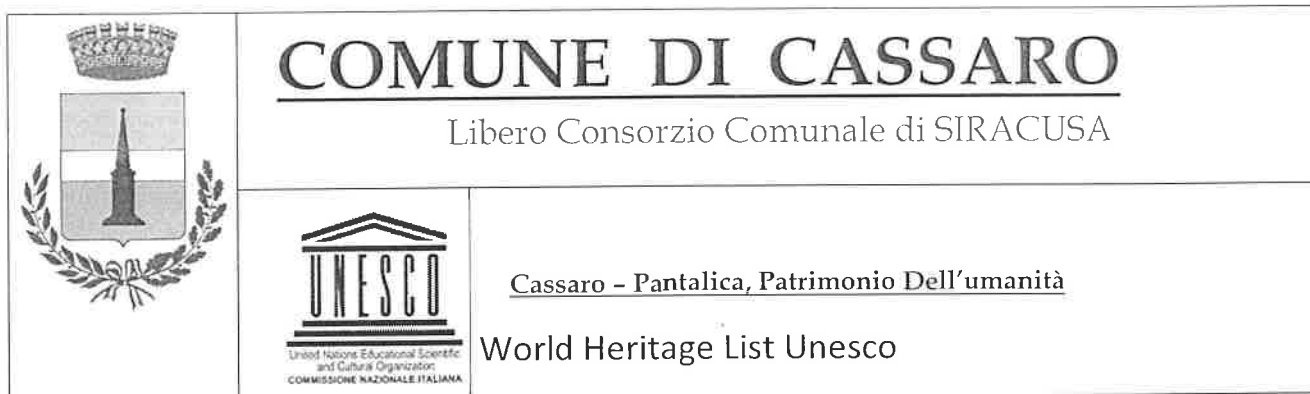 COMUNE DI CASSARO
Libero Consorzio Comunale di SIRACUSA
UNESCO
United Nations Educational Scientific
and Cultural Organization
COMMISSIONE NAZIONALE ITALIANA
Cassaro – Pantalica, Patrimonio Dell'umanità
World Heritage List Unesco